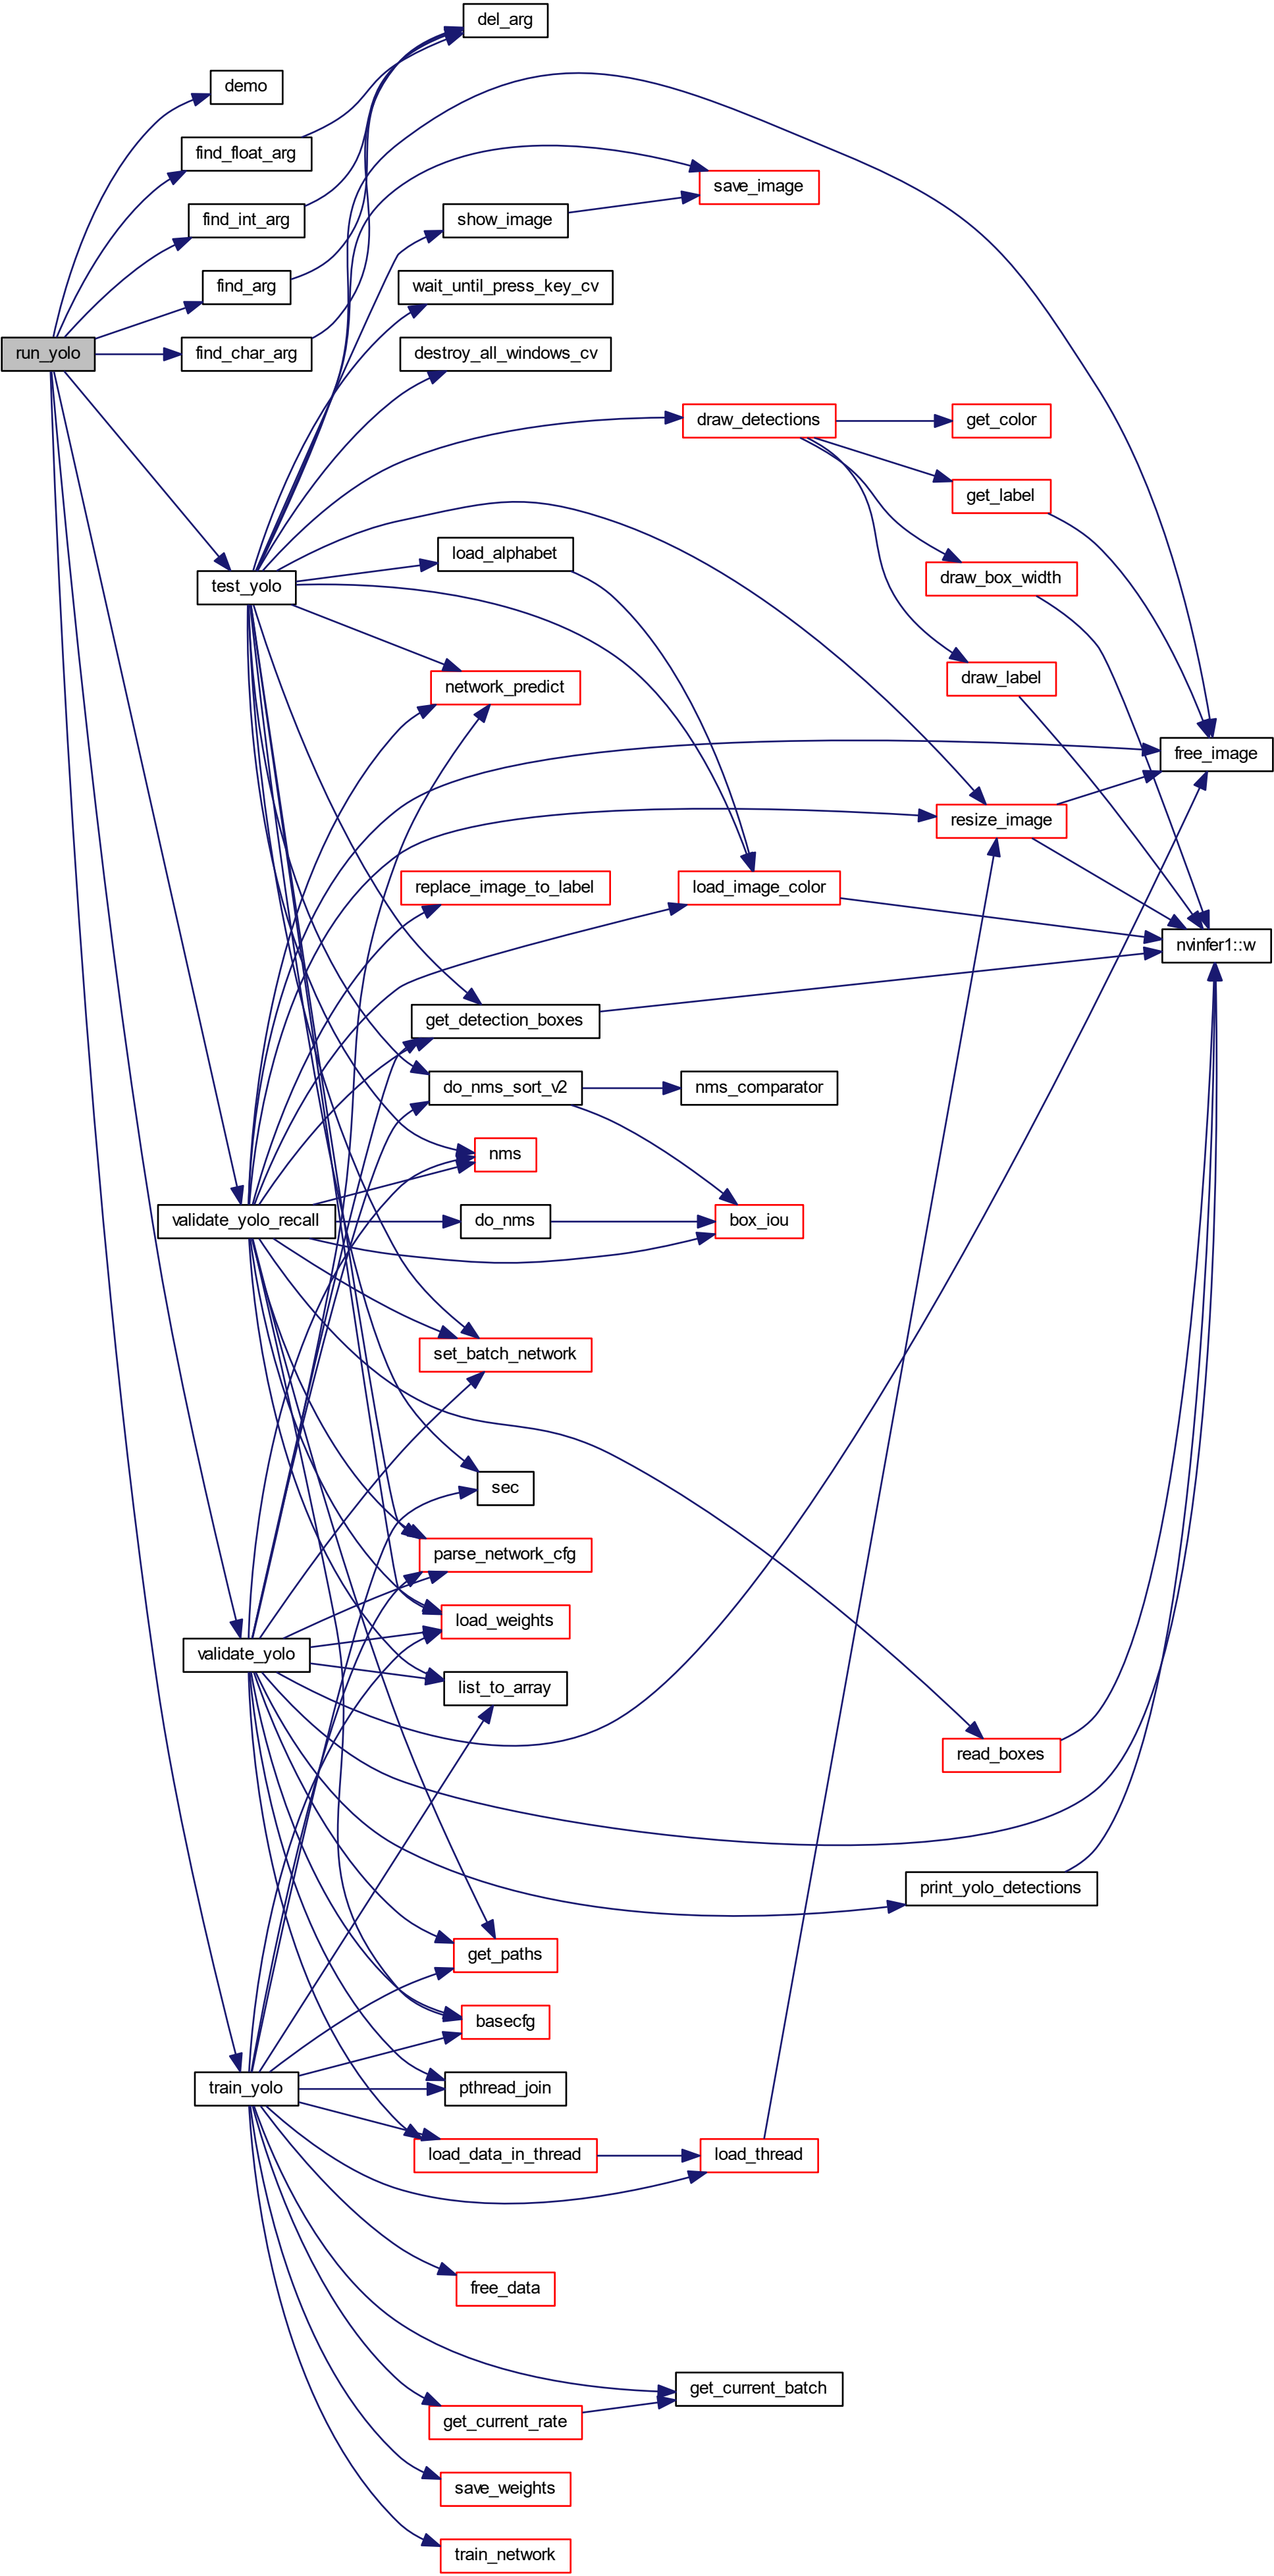 del_arg
demo
find_float_arg
save_image
find_int_arg
show_image
find_arg
wait_until_press_key_cv
run_yolo
find_char_arg
destroy_all_windows_cv
draw_detections
get_color
get_label
load_alphabet
draw_box_width
test_yolo
draw_label
network_predict
free_image
resize_image
replace_image_to_label
load_image_color
nvinfer1::w
get_detection_boxes
do_nms_sort_v2
nms_comparator
nms
validate_yolo_recall
do_nms
box_iou
set_batch_network
sec
parse_network_cfg
load_weights
validate_yolo
list_to_array
read_boxes
print_yolo_detections
get_paths
basecfg
train_yolo
pthread_join
load_data_in_thread
load_thread
free_data
get_current_batch
get_current_rate
save_weights
train_network